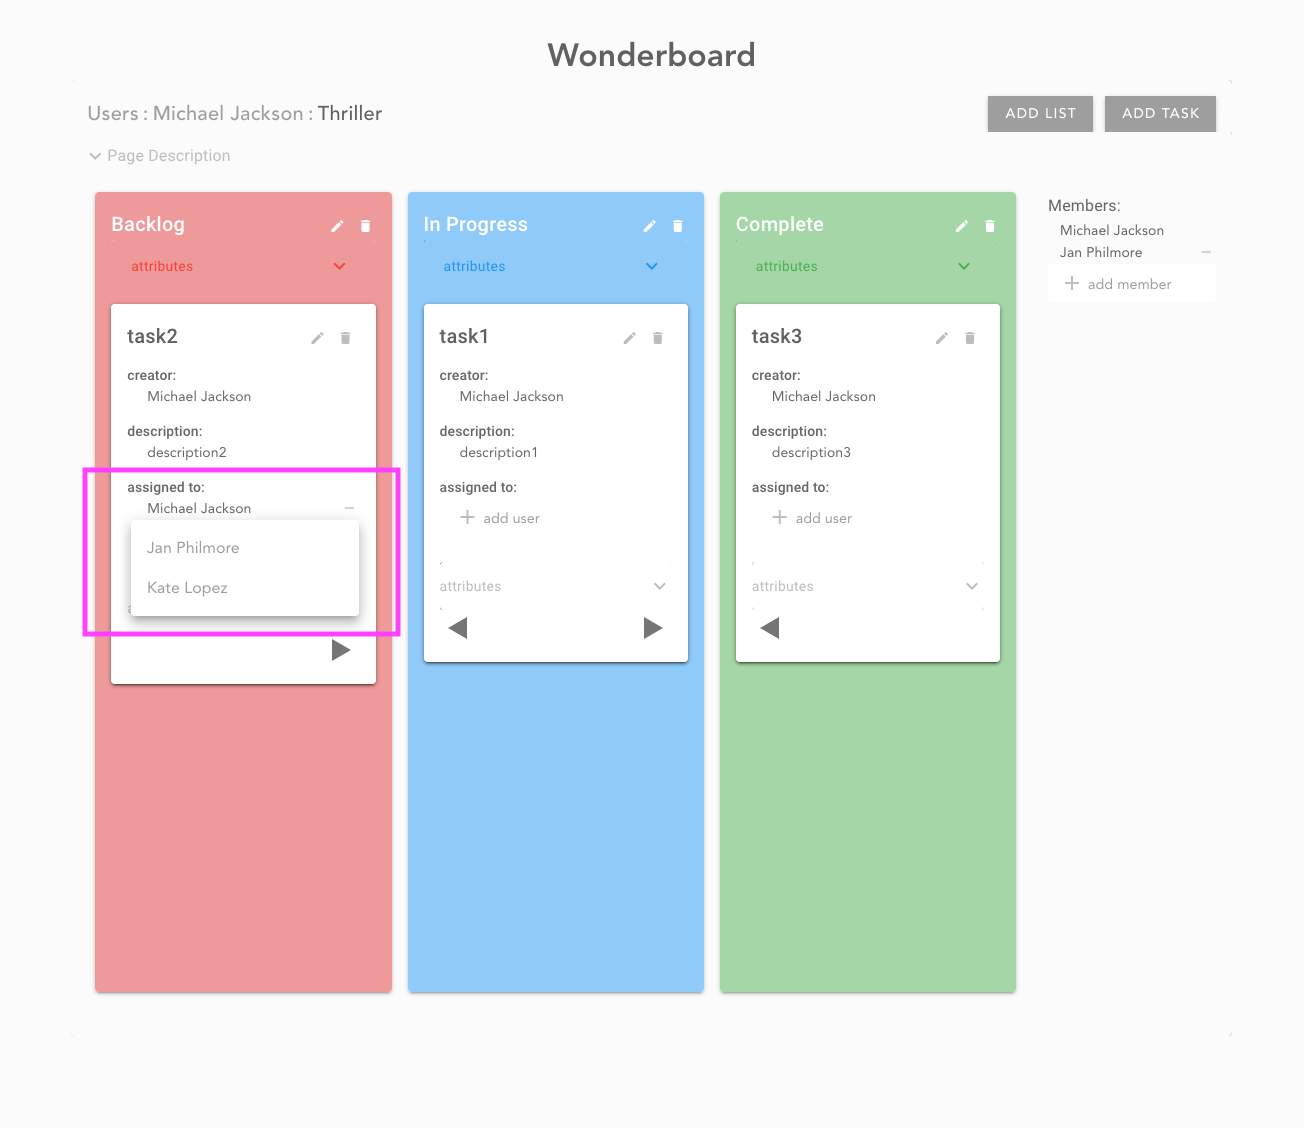 Wonderboard
Users : Michael Jackson : Thriller
ADD LIST
ADD TASK
Page Description
Backlog
attributes
task2
creator:
Michael Jackson
description:
description2
assigned to:
Michael Jackson
Jan Philmore
Kate Lopez
In Progress
attributes
task1
creator:
Michael Jackson
description:
description1
assigned to:
add user
attributes
Complete
attributes
task3
creator:
Michael Jackson
description:
description3
assigned to:
add user
attributes
Members:
Michael Jackson
Jan Philmore
add member